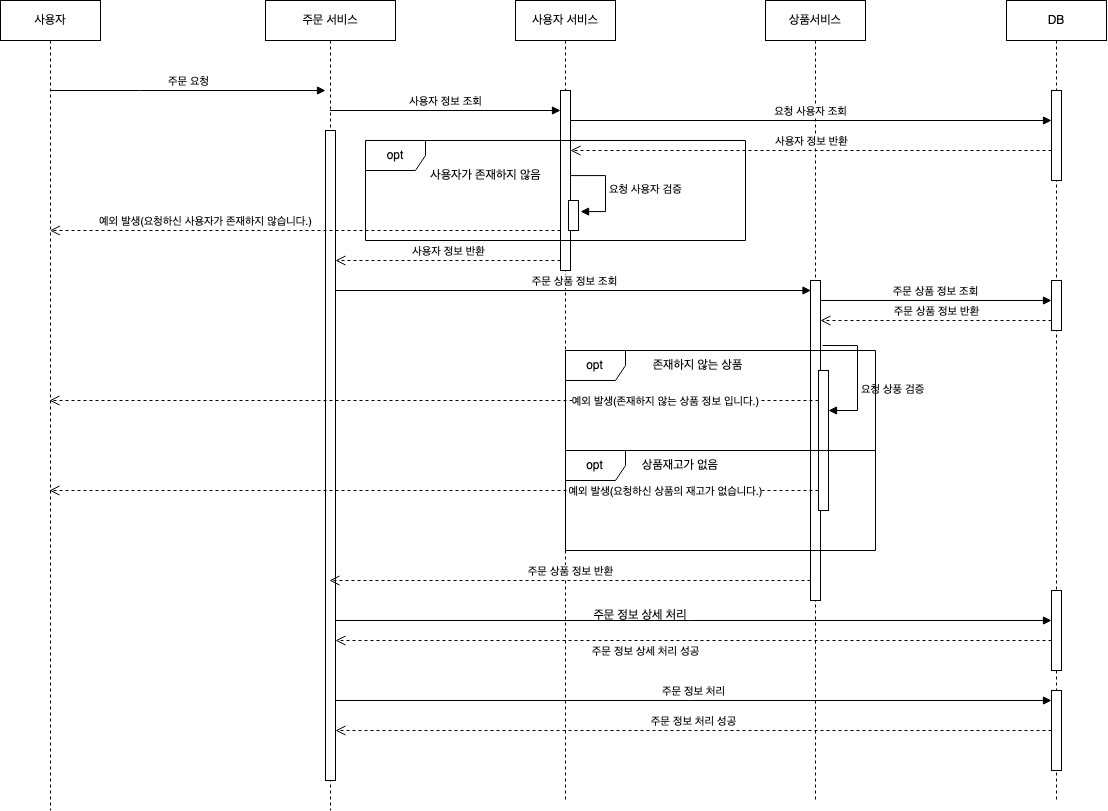 사용자
주문 서비스
사용자 서비스
상품서비스
DB
주문 요청
사용자 정보 조회
요청 사용자 조회
사용자 정보 반환
opt
사용자가 존재하지 않음
요청 사용자 검증
예외 발생(요청하신 사용자가 존재하지 않습니다.)
사용자 정보 반환
주문 상품 정보 조회
주문 상품 정보 조회
주문 상품 정보 반환
opt
존재하지 않는 상품
요청 상품 검증
예외 발생(존재하지 않는 상품 정보 입니다.)
opt
상품재고가 없음
예외 발생(요청하신 상품의 재고가 없습니다.)
주문 상품 정보 반환
주문 정보 상세 처리
주문 정보 상세 처리 성공
주문 정보 처리
주문 정보 처리 성공